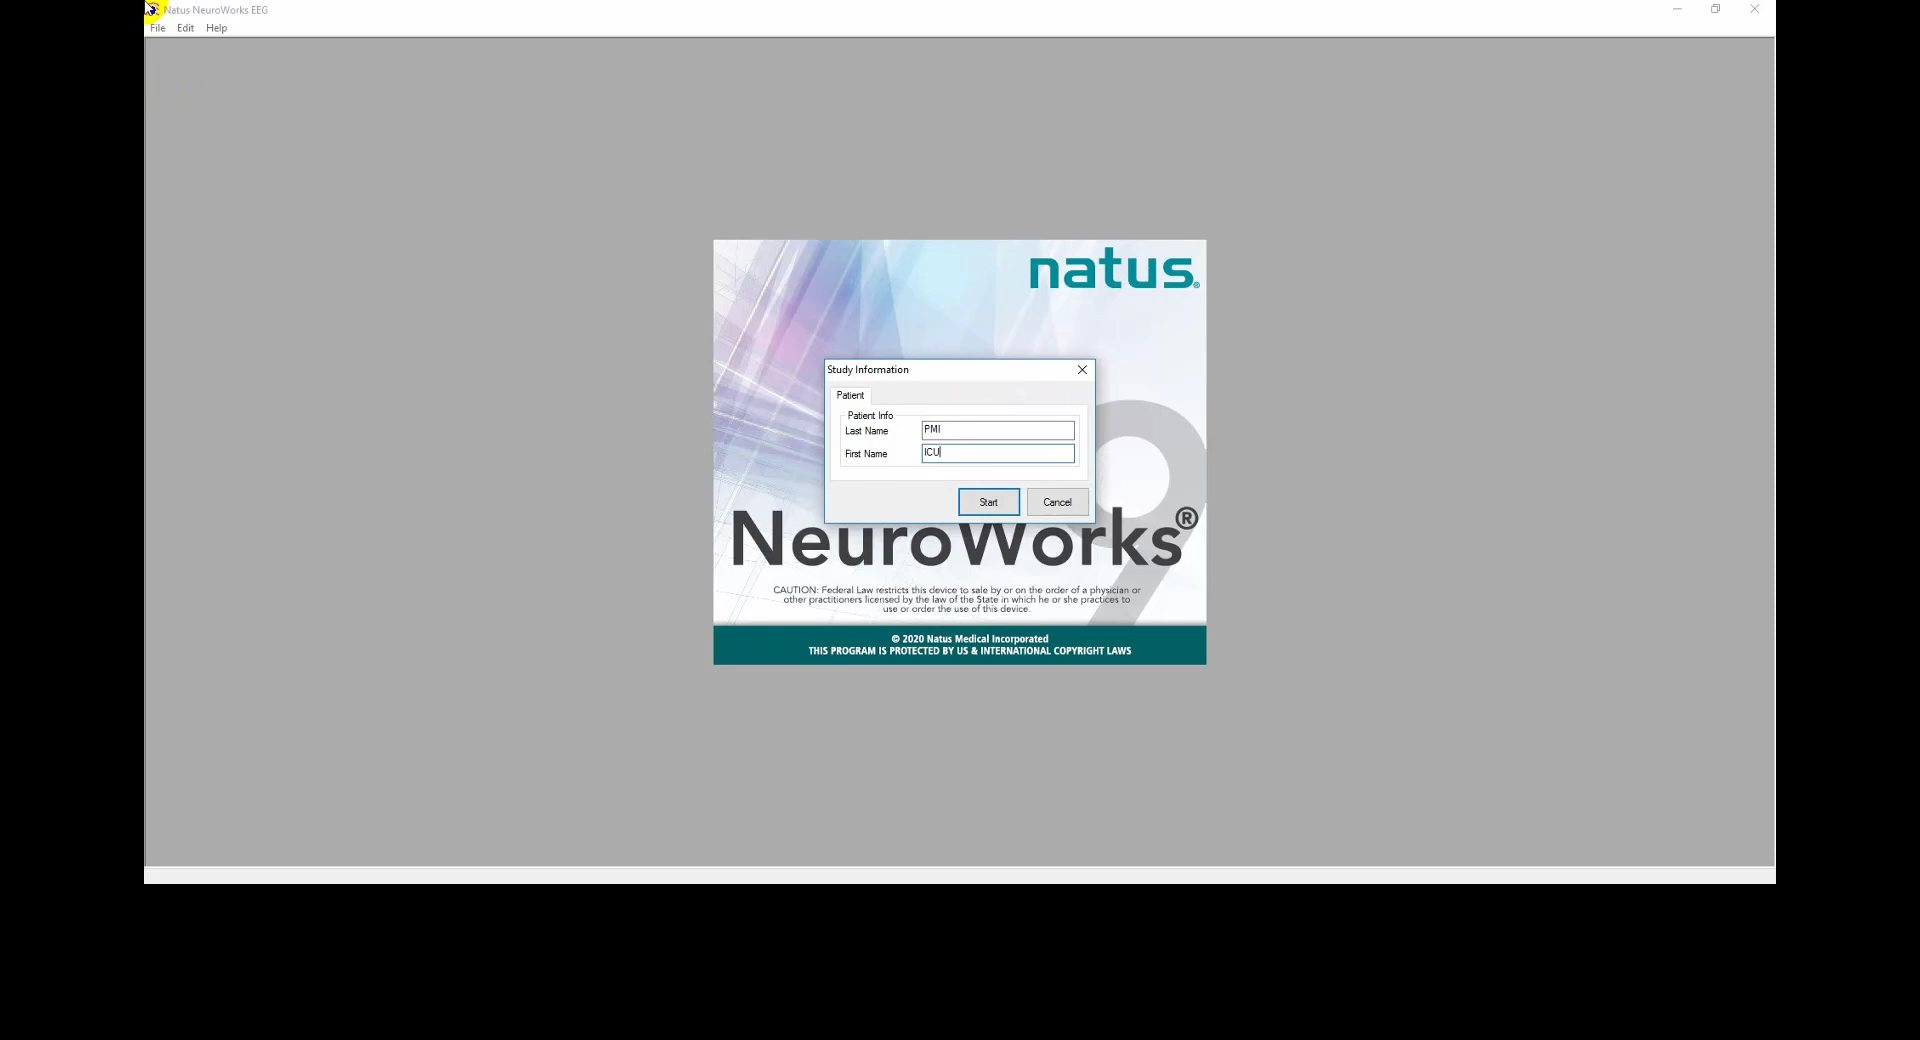 Natus NeuroWorks EEG
File Edit Help
natus®
Study Information
Patient
Patient Info
Last Name PMI
First Name ICU
Start Cancel
9
NeuroWorks®
CAUTION: Federal Law restricts this device to sale by or on the order of a physician or
other practitioners licensed by the law of the State in which he or she practices to
use or order the use of this device.
© 2020 Natus Medical Incorporated
THIS PROGRAM IS PROTECTED BY US & INTERNATIONAL COPYRIGHT LAWS